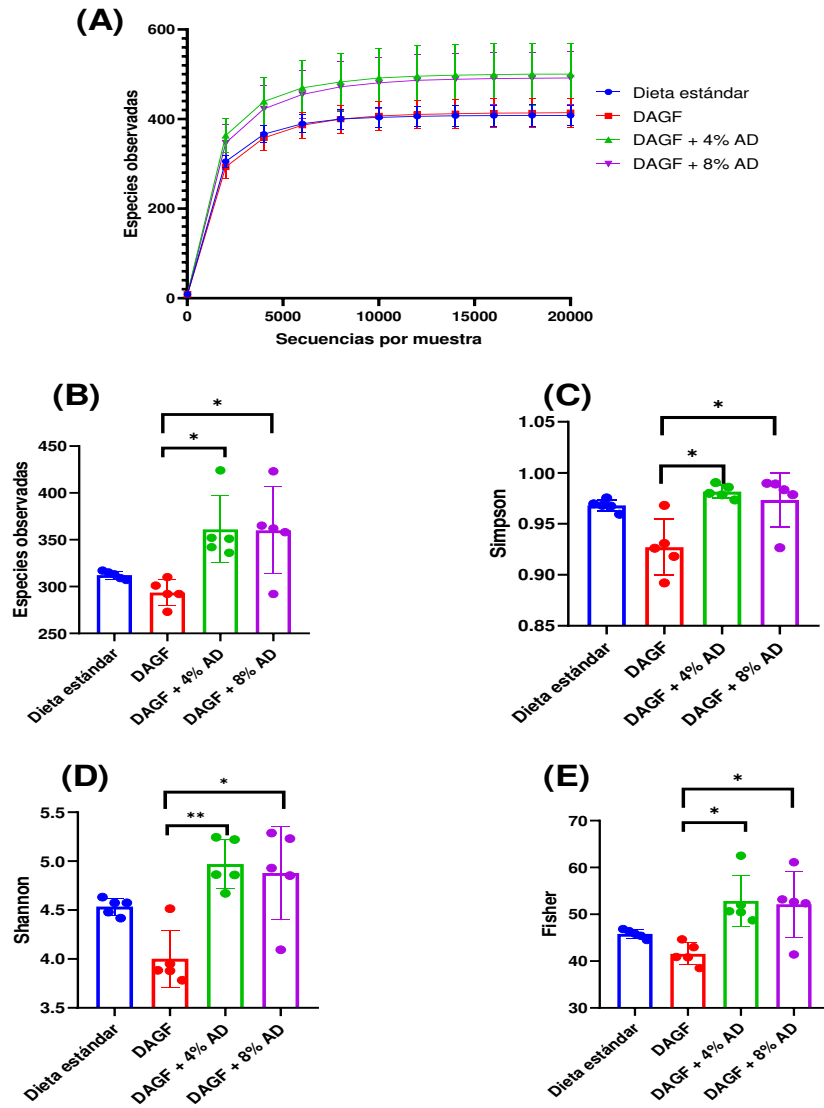 (A)
Especies observadas
600
400
200
0
0 5000 10000 15000 20000
Secuencias por muestra
Dieta estándar
DAGF
DAGF + 4% AD
DAGF + 8% AD
(B)
Especies observadas
450
400
350
300
250
*
*
Dieta estándar
DAGF
DAGF + 4% AD
DAGF + 8% AD
(C)
Simpson
1.05
1.00
0.95
0.90
0.85
*
*
Dieta estándar
DAGF
DAGF + 4% AD
DAGF + 8% AD
(D)
Shannon
5.5
5.0
4.5
4.0
3.5
*
**
Dieta estándar
DAGF
DAGF + 4% AD
DAGF + 8% AD
(E)
Fisher
70
60
50
40
30
*
*
Dieta estándar
DAGF
DAGF + 4% AD
DAGF + 8% AD